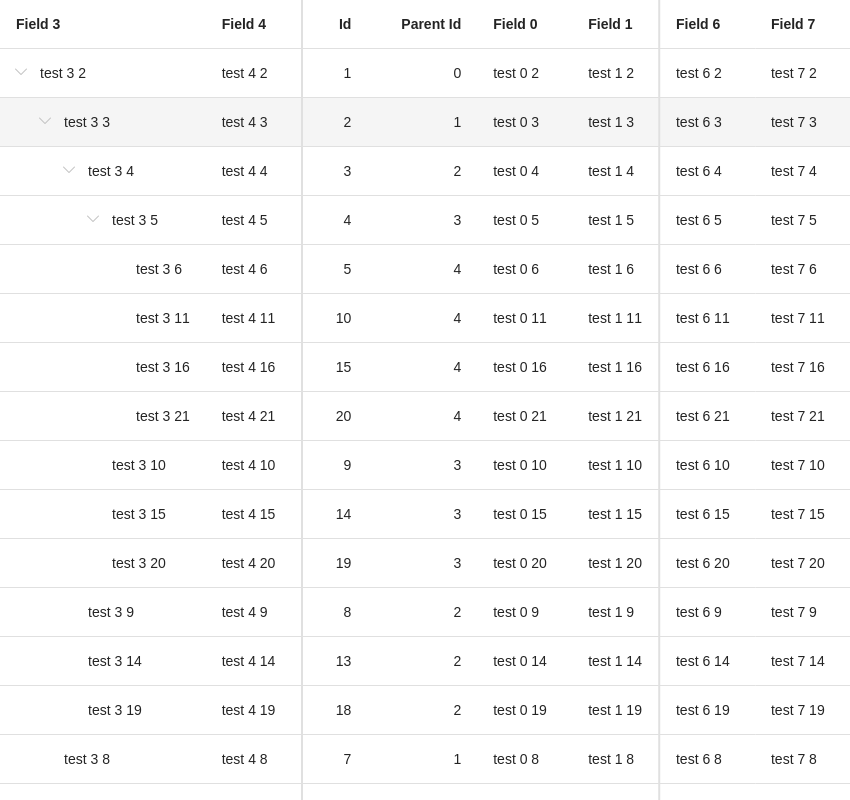 Field 3 Field 4 Id Parent Id Field 0 Field 1 Field 6 Field 7
test 3 2 test 4 2 1 0 test 0 2 test 1 2 test 6 2 test 7 2
test 3 3 test 4 3 2 1 test 0 3 test 1 3 test 6 3 test 7 3
test 3 4 test 4 4 3 2 test 0 4 test 1 4 test 6 4 test 7 4
test 3 5 test 4 5 4 3 test 0 5 test 1 5 test 6 5 test 7 5
test 3 6 test 4 6 5 4 test 0 6 test 1 6 test 6 6 test 7 6
test 3 11 test 4 11 10 4 test 0 11 test 1 11 test 6 11 test 7 11
test 3 16 test 4 16 15 4 test 0 16 test 1 16 test 6 16 test 7 16
test 3 21 test 4 21 20 4 test 0 21 test 1 21 test 6 21 test 7 21
test 3 10 test 4 10 9 3 test 0 10 test 1 10 test 6 10 test 7 10
test 3 15 test 4 15 14 3 test 0 15 test 1 15 test 6 15 test 7 15
test 3 20 test 4 20 19 3 test 0 20 test 1 20 test 6 20 test 7 20
test 3 9 test 4 9 8 2 test 0 9 test 1 9 test 6 9 test 7 9
test 3 14 test 4 14 13 2 test 0 14 test 1 14 test 6 14 test 7 14
test 3 19 test 4 19 18 2 test 0 19 test 1 19 test 6 19 test 7 19
test 3 8 test 4 8 7 1 test 0 8 test 1 8 test 6 8 test 7 8